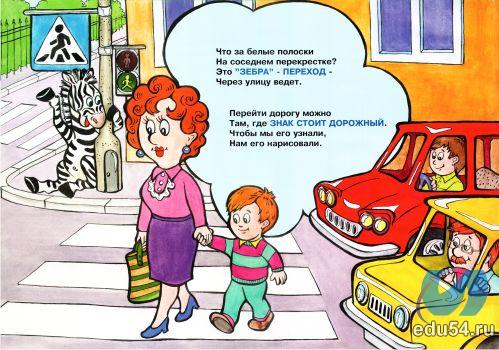 Что за белые полоски
На соседнем перекрестке?
Это "ЗЕБРА" - ПЕРЕХОД -
Через улицу ведет.
Перейти дорогу можно
Там, где ЗНАК СТОИТ ДОРОЖНЫЙ.
Чтобы мы его узнали,
Нам его нарисовали.
edu54.ru